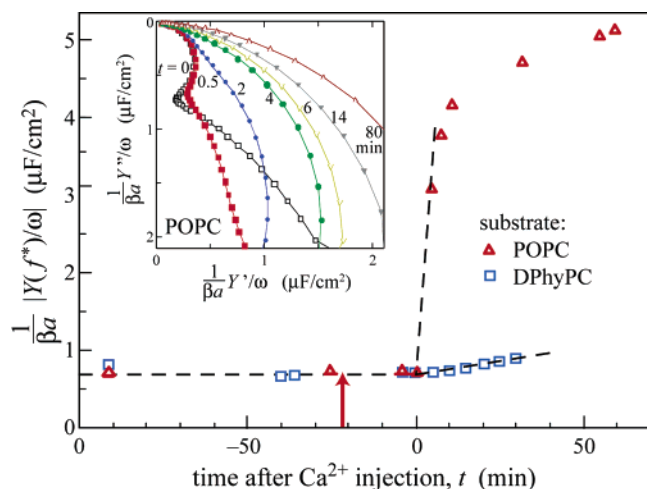 5
4
3
2
1
0
1/βa |Y(f*)/ω| (μF/cm²)
0
1
2
1/βa Y''/ω (μF/cm²)
t = 0
0.5
2
4
6
14
80
min
POPC
0
1
2
1/βa Y'/ω (μF/cm²)
substrate:
POPC
DPhyPC
0
−50
0
50
time after Ca²⁺ injection, t (min)